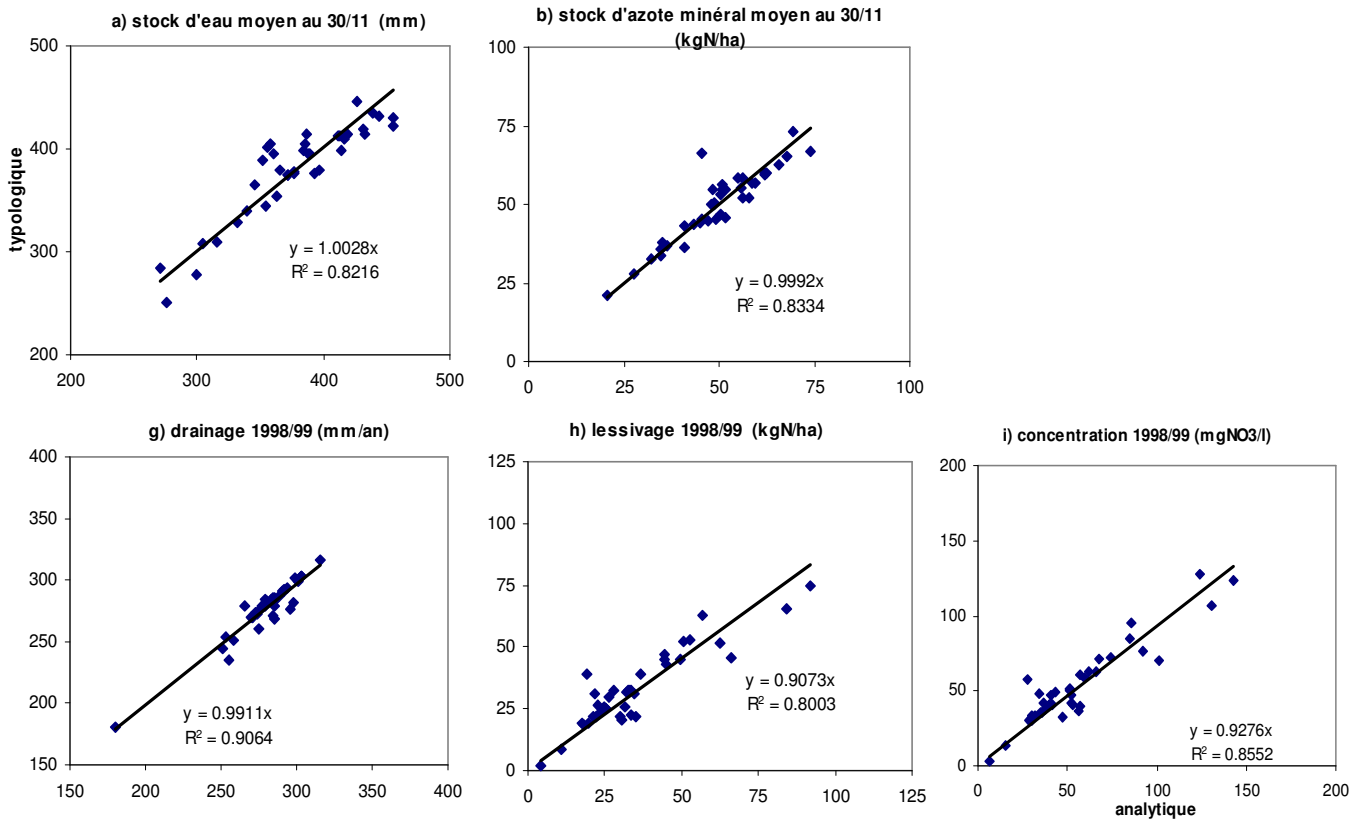 a) stock d'eau moyen au 30/11 (mm)
500
400
300
200
200 300 400 500
typologique
y = 1.0028x
R² = 0.8216
b) stock d'azote minéral moyen au 30/11
(kgN/ha)
100
75
50
25
0
0 25 50 75 100
y = 0.9992x
R² = 0.8334
g) drainage 1998/99 (mm/an)
400
350
300
250
200
150
150 200 250 300 350 400
y = 0.9911x
R² = 0.9064
h) lessivage 1998/99 (kgN/ha)
125
100
75
50
25
0
0 25 50 75 100 125
y = 0.9073x
R² = 0.8003
i) concentration 1998/99 (mgNO3/l)
200
150
100
50
0
0 50 100 150 200
y = 0.9276x
R² = 0.8552
analytique